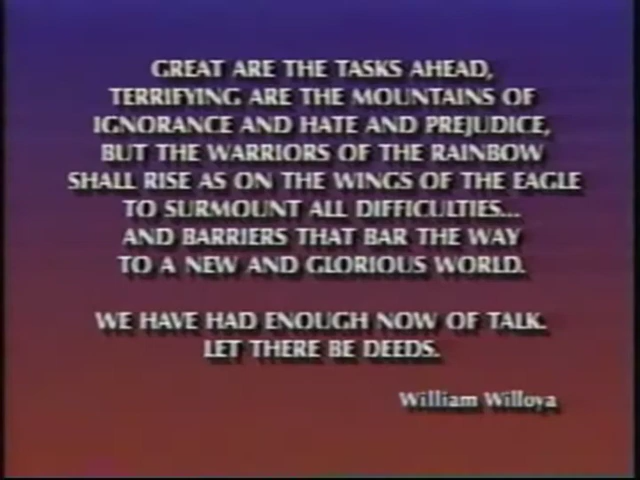 GREAT ARE THE TASKS AHEAD,
TERRIFYING ARE THE MOUNTAINS OF
IGNORANCE AND HATE AND PREJUDICE,
BUT THE WARRIORS OF THE RAINBOW
SHALL RISE AS ON THE WINGS OF THE EAGLE
TO SURMOUNT ALL DIFFICULTIES...
AND BARRIERS THAT BAR THE WAY
TO A NEW AND GLORIOUS WORLD.
WE HAVE HAD ENOUGH NOW OF TALK.
LET THERE BE DEEDS.
William Willoya